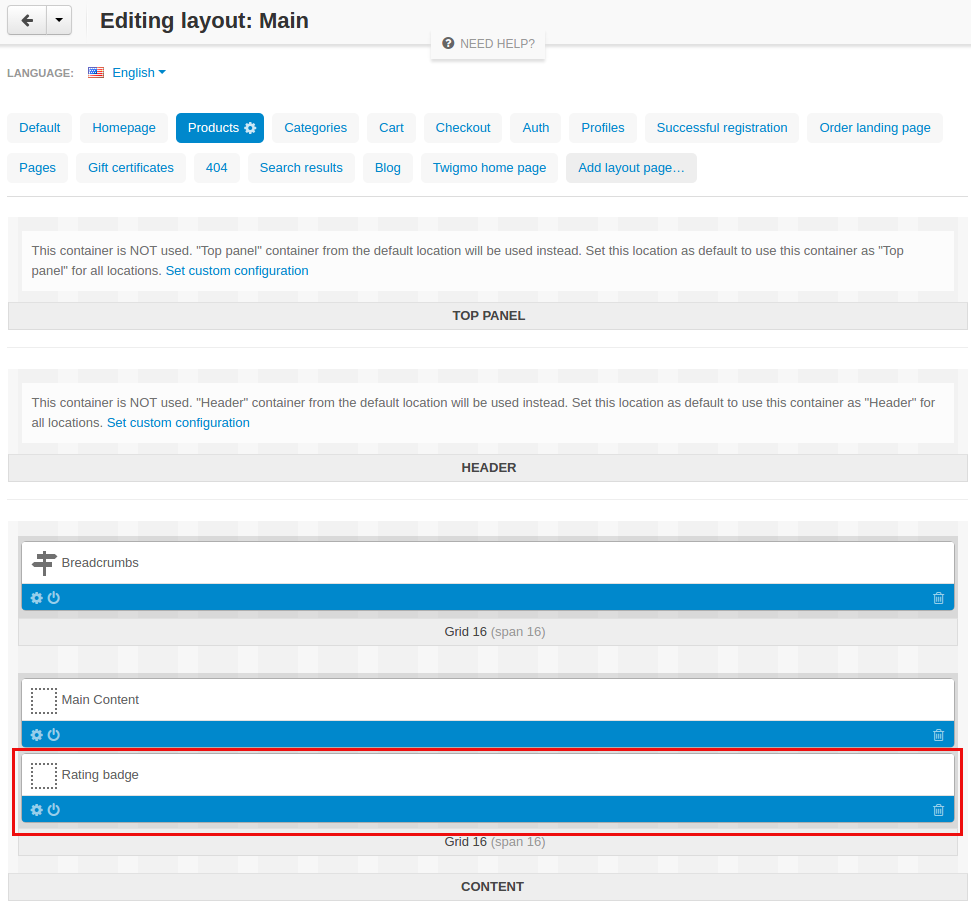 Editing layout: Main
NEED HELP?
LANGUAGE: English
Default Homepage Products Categories Cart Checkout Auth Profiles Successful registration Order landing page
Pages Gift certificates 404 Search results Blog Twigmo home page Add layout page…
This container is NOT used. "Top panel" container from the default location will be used instead. Set this location as default to use this container as "Top
panel" for all locations. Set custom configuration
TOP PANEL
This container is NOT used. "Header" container from the default location will be used instead. Set this location as default to use this container as "Header" for
all locations. Set custom configuration
HEADER
Breadcrumbs
Grid 16 (span 16)
Main Content
Rating badge
Grid 16 (span 16)
CONTENT